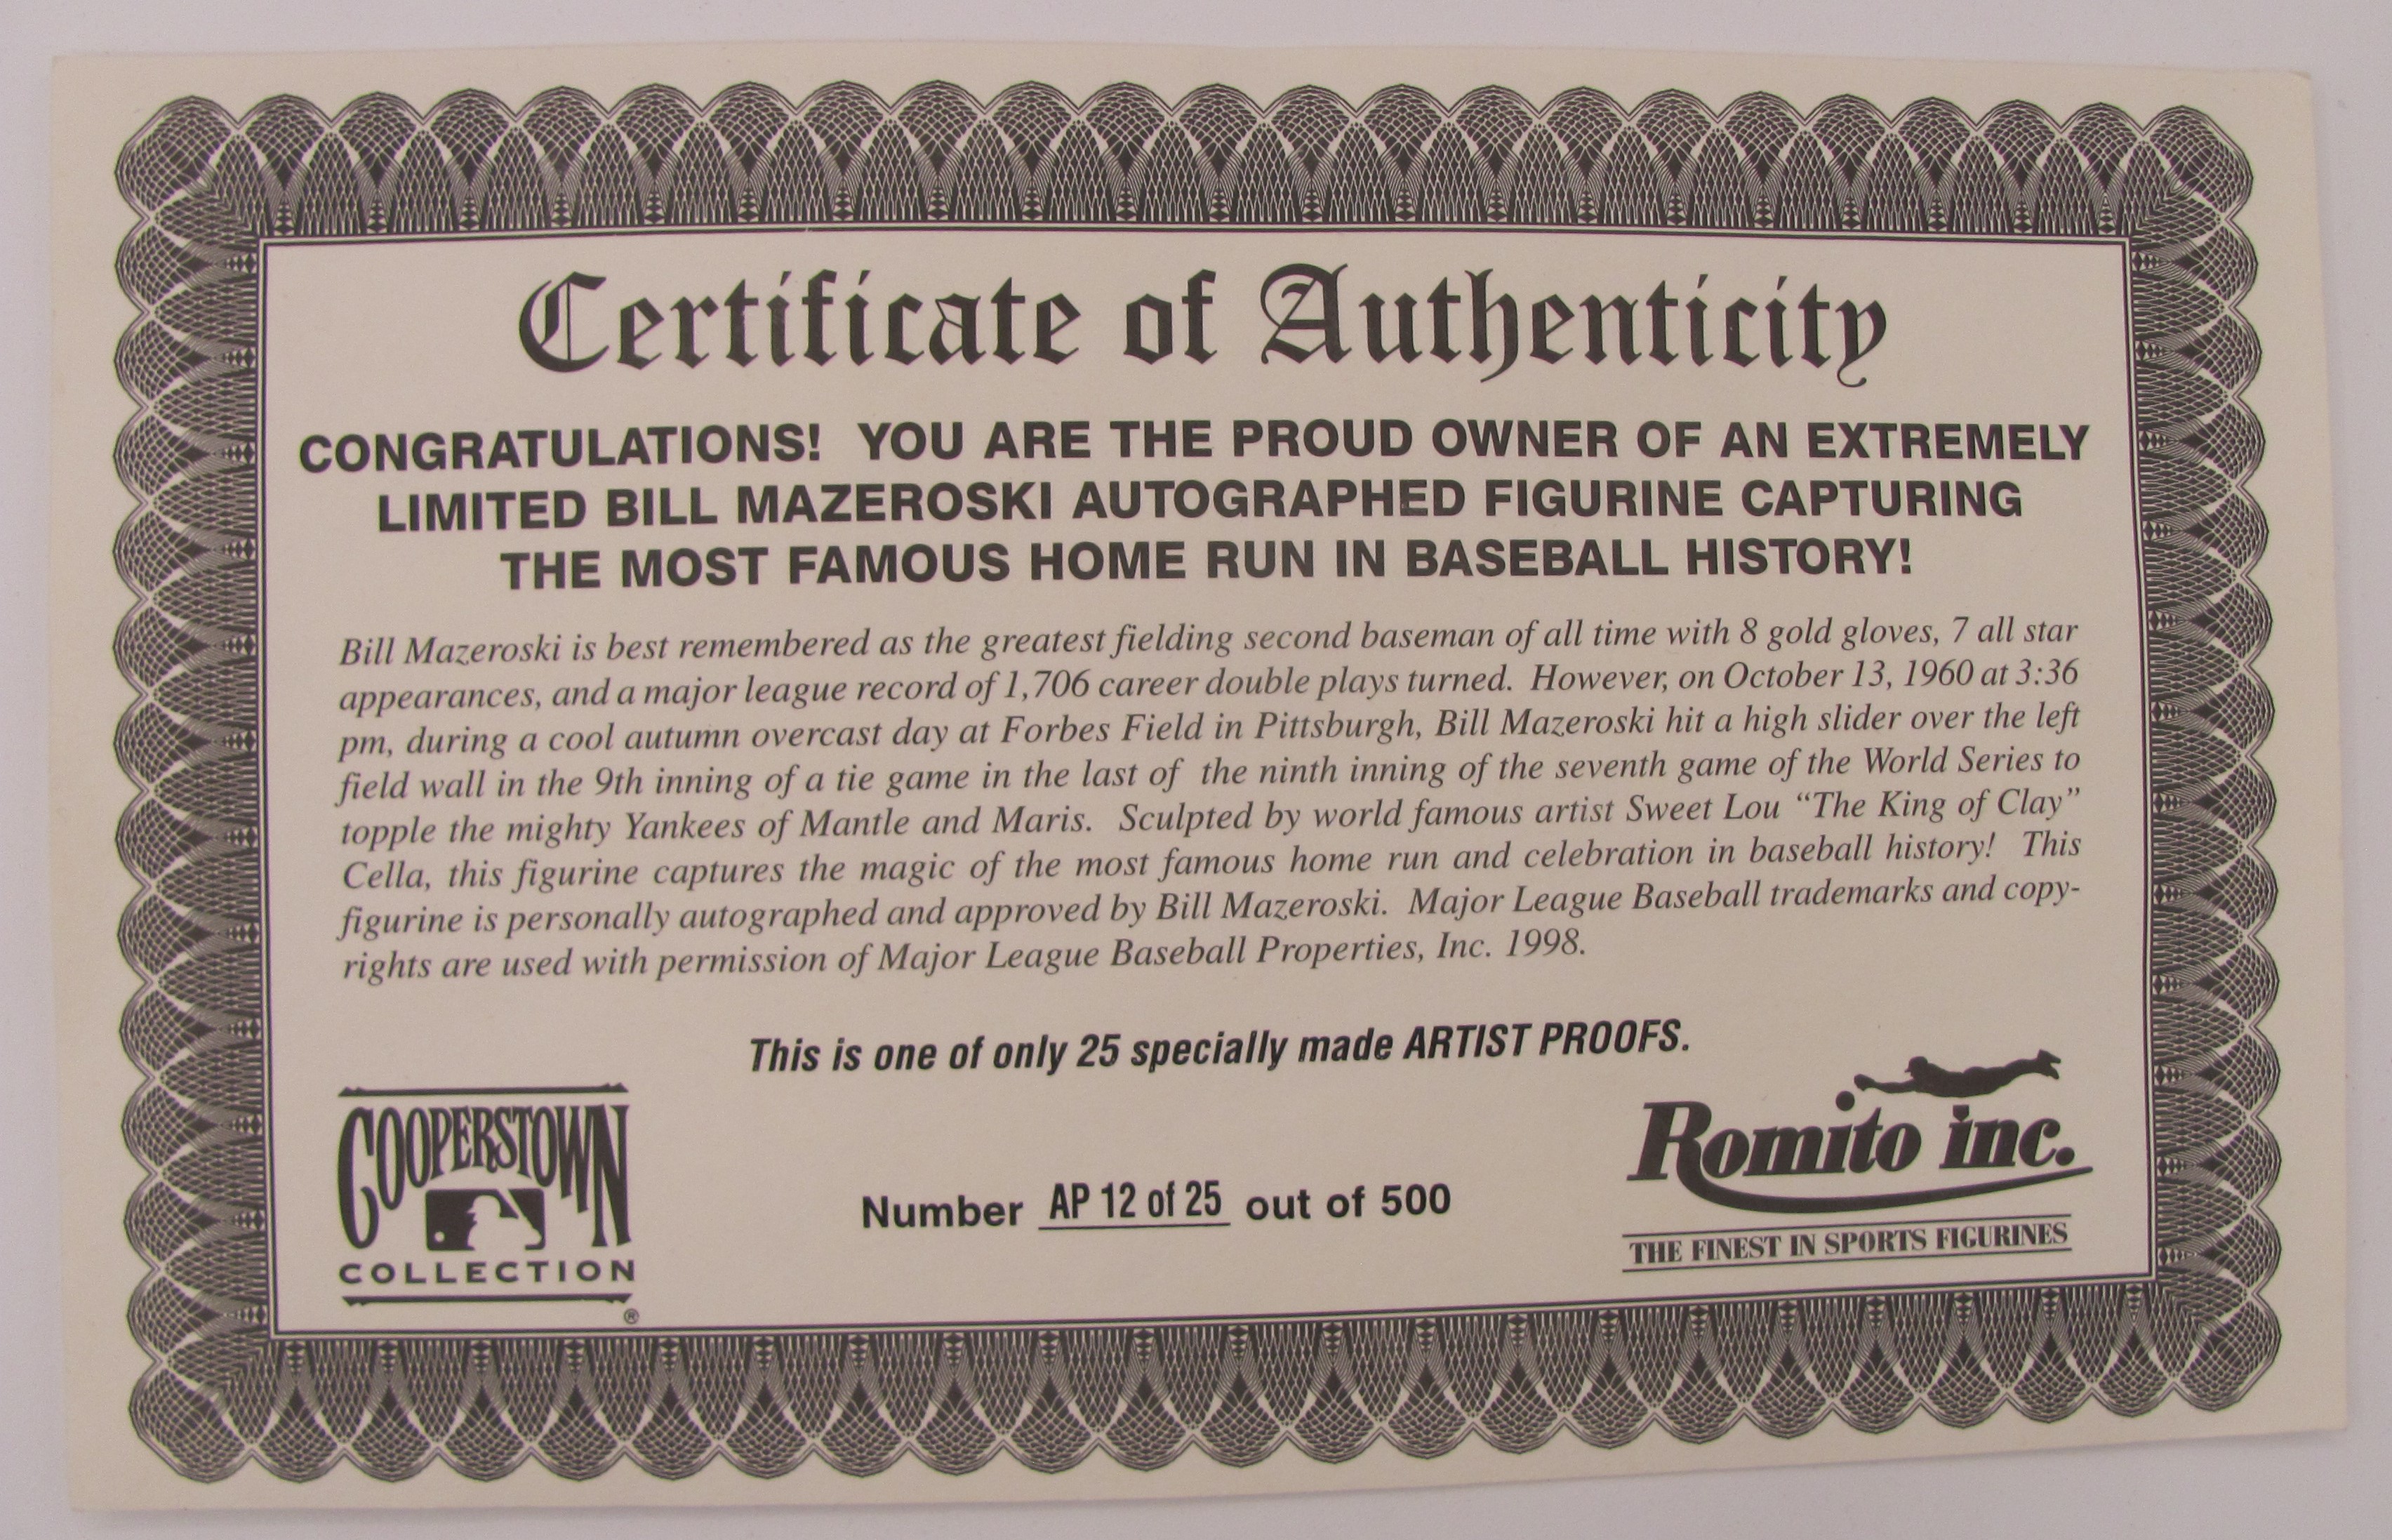 Certificate of Authenticity
CONGRATULATIONS! YOU ARE THE PROUD OWNER OF AN EXTREMELY
LIMITED BILL MAZEROSKI AUTOGRAPHED FIGURINE CAPTURING
THE MOST FAMOUS HOME RUN IN BASEBALL HISTORY!
Bill Mazeroski is best remembered as the greatest fielding second baseman of all time with 8 gold gloves, 7 all star
appearances, and a major league record of 1,706 career double plays turned. However, on October 13, 1960 at 3:36
pm, during a cool autumn overcast day at Forbes Field in Pittsburgh, Bill Mazeroski hit a high slider over the left
field wall in the 9th inning of a tie game in the last of the ninth inning of the seventh game of the World Series to
topple the mighty Yankees of Mantle and Maris. Sculpted by world famous artist Sweet Lou “The King of Clay”
Cella, this figurine captures the magic of the most famous home run and celebration in baseball history! This
figurine is personally autographed and approved by Bill Mazeroski. Major League Baseball trademarks and copy-
rights are used with permission of Major League Baseball Properties, Inc. 1998.
This is one of only 25 specially made ARTIST PROOFS.
COOPERSTOWN
COLLECTION
®
Number AP 12 of 25 out of 500
Romito inc.
THE FINEST IN SPORTS FIGURINES